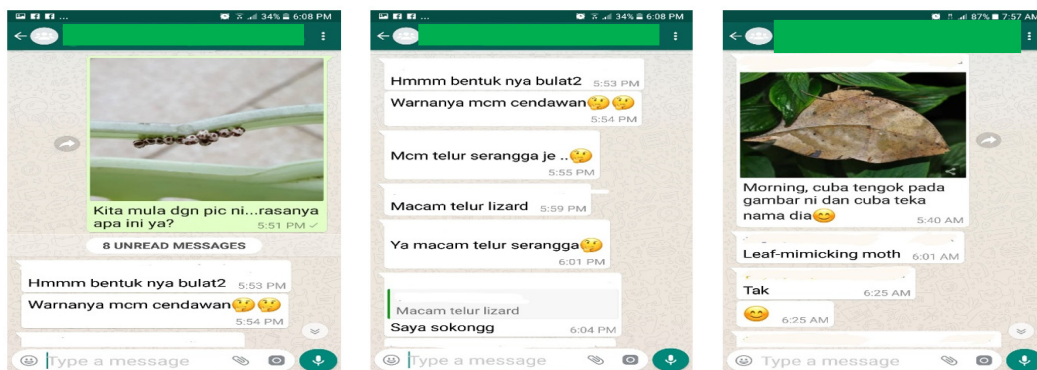 34% 6:08 PM
Kita mula dgn pic ni...rasanya
apa ini ya?
5:51 PM
8 UNREAD MESSAGES
Hmmm bentuk nya bulat2 5:53 PM
Warnanya mcm cendawan🤔🤔
5:54 PM
Type a message
34% 6:08 PM
Hmmm bentuk nya bulat2 5:53 PM
Warnanya mcm cendawan🤔🤔
5:54 PM
Mcm telur serangga je ..🤔
5:55 PM
Macam telur lizard 5:59 PM
Ya macam telur serangga🤔
6:01 PM
Macam telur lizard
Saya sokongg 6:04 PM
Type a message
87% 7:57 AM
Morning, cuba tengok pada
gambar ni dan cuba teka
nama dia😊 5:40 AM
Leaf-mimicking moth 6:01 AM
Tak 6:25 AM
😊 6:25 AM
Type a message